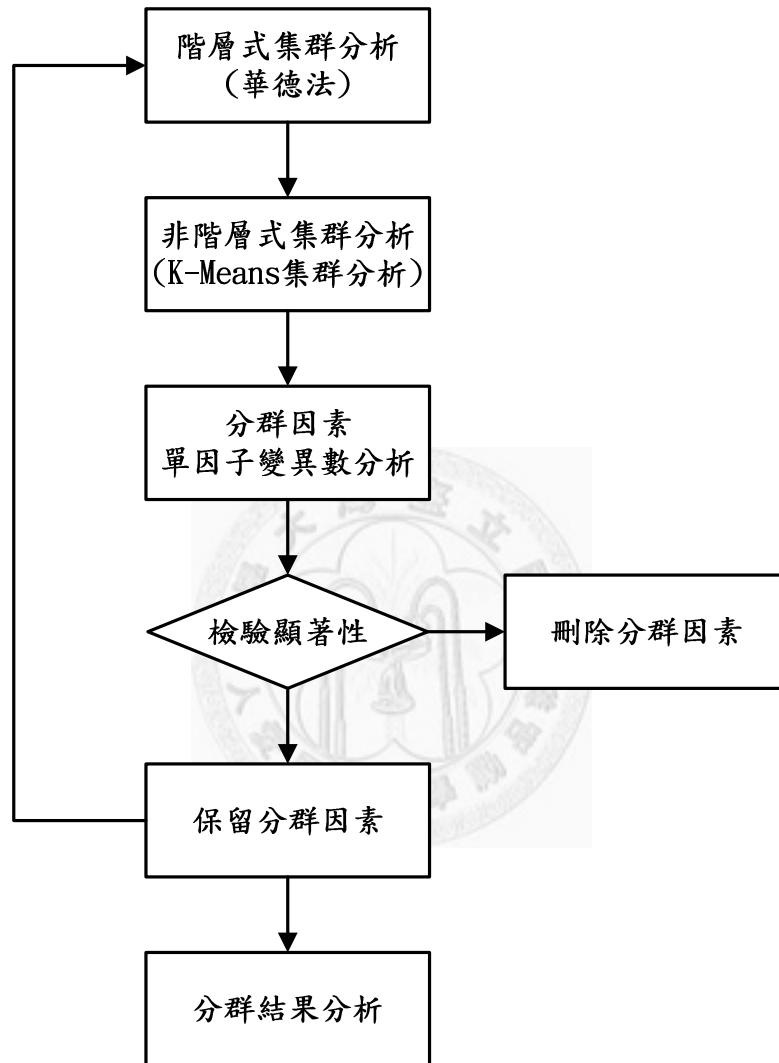 階層式集群分析
(華德法)
非階層式集群分析
(K-Means集群分析)
分群因素
單因子變異數分析
檢驗顯著性
刪除分群因素
保留分群因素
分群結果分析